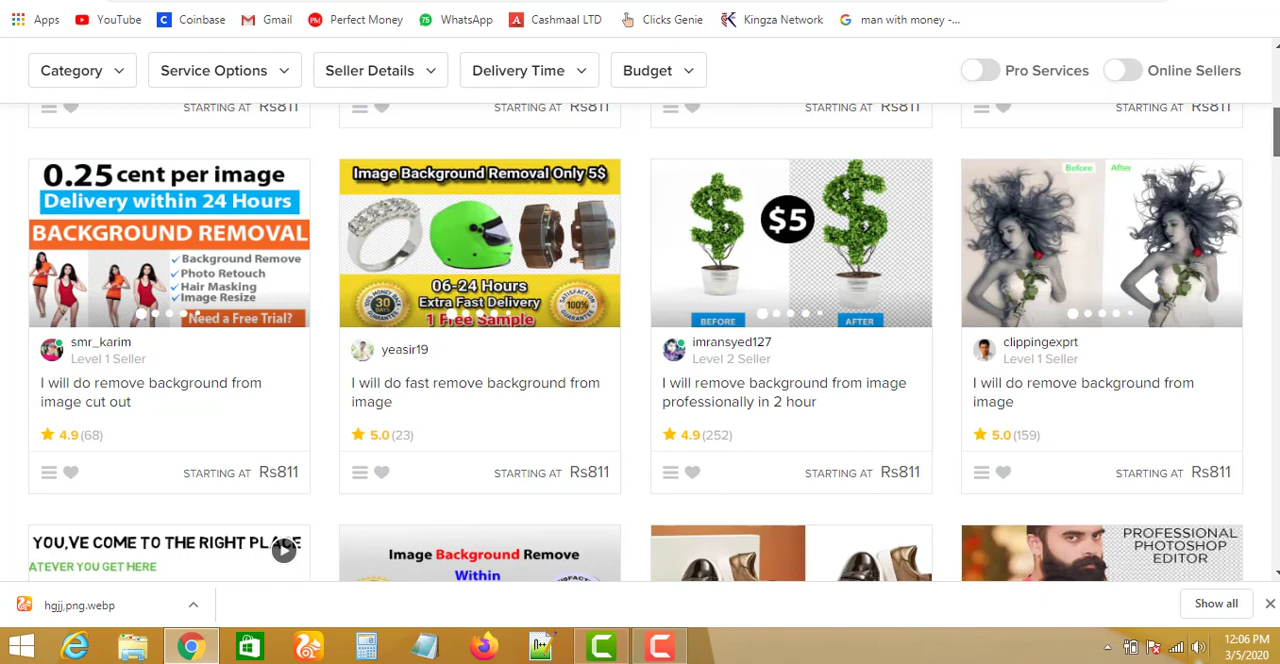 Apps YouTube Coinbase Gmail Perfect Money WhatsApp Cashmaal LTD Clicks Genie Kingza Network man with money -...
Category Service Options Seller Details Delivery Time Budget Pro Services Online Sellers
STARTING AT Rs811 STARTING AT Rs811 STARTING AT Rs811 STARTING AT Rs811
0.25 cent per image
Delivery within 24 Hours
BACKGROUND REMOVAL
Background Remove
Photo Retouch
Hair Masking
Image Resize
Need a Free Trial?
smr_karim
Level 1 Seller
I will do remove background from
image cut out
4.9 (68)
STARTING AT Rs811
Image Background Removal Only 5$
30
06-24 Hours
Extra Fast Delivery
1 Free Sample
100%
yeasir19
I will do fast remove background from
image
5.0 (23)
STARTING AT Rs811
$5
BEFORE AFTER
imransyed127
Level 2 Seller
I will remove background from image
professionally in 2 hour
4.9 (252)
STARTING AT Rs811
Before After
clippingexprt
Level 1 Seller
I will do remove background from
image
5.0 (159)
STARTING AT Rs811
YOU,VE COME TO THE RIGHT PLACE
ATEVER YOU GET HERE
Image Background Remove
Within
PROFESSIONAL
PHOTOSHOP
EDITOR
hgjj,png.webp Show all
12:06 PM
3/5/2020